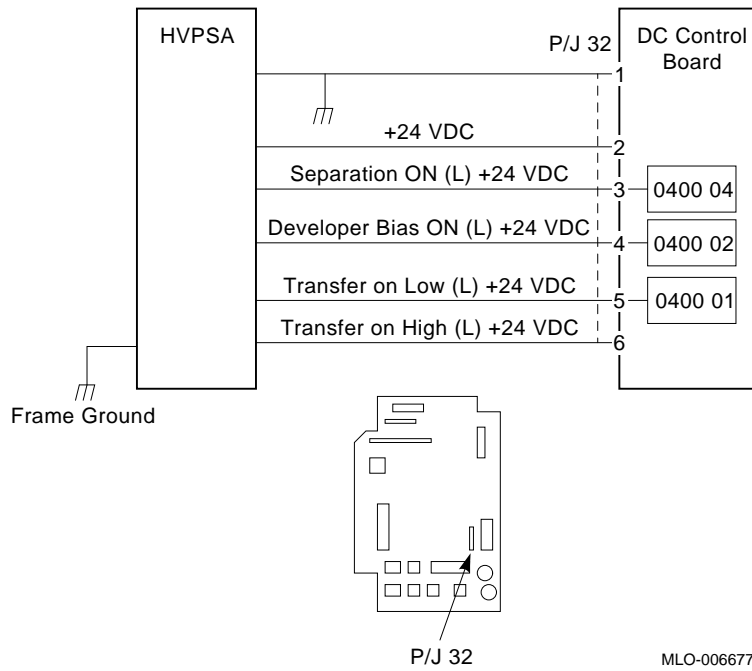 HVPSA
P/J 32
DC Control
Board
1
+24 VDC
2
Separation ON (L) +24 VDC
3
0400 04
Developer Bias ON (L) +24 VDC
4
0400 02
Transfer on Low (L) +24 VDC
5
0400 01
Transfer on High (L) +24 VDC
6
Frame Ground
P/J 32
MLO-006677